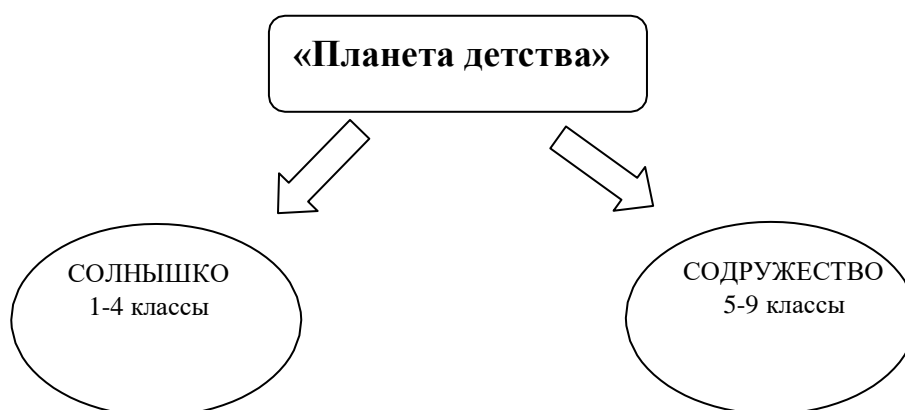 «Планета детства»
СОЛНЫШКО
1-4 классы
СОДРУЖЕСТВО
5-9 классы